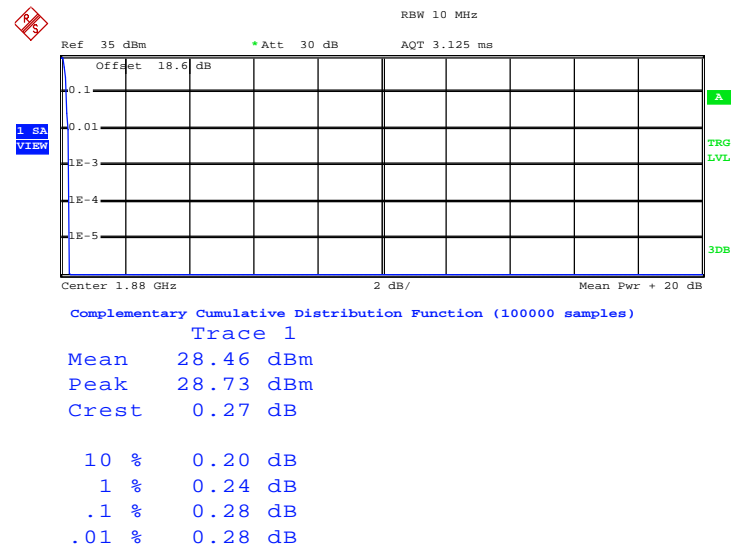 R S
RBW 10 MHz
Ref 35 dBm * Att 30 dB AQT 3.125 ms
Offset 18.6 dB
0.1
A
1 SA
VIEW
0.01
TRG
LVL
1E-3
1E-4
1E-5
3DB
Center 1.88 GHz 2 dB/ Mean Pwr + 20 dB
Complementary Cumulative Distribution Function (100000 samples)
Trace 1
Mean 28.46 dBm
Peak 28.73 dBm
Crest 0.27 dB
10 % 0.20 dB
1 % 0.24 dB
.1 % 0.28 dB
.01 % 0.28 dB